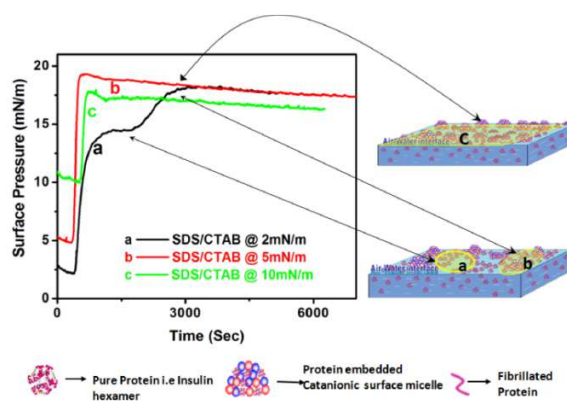 20
15
10
5
0
Surface Pressure (mN/m)
b
c
a
a SDS/CTAB @ 2mN/m
b SDS/CTAB @ 5mN/m
c SDS/CTAB @ 10mN/m
0 3000 6000
Time (Sec)
Air-Water interface
C
Air-Water interface
a
b
Pure Protein i.e Insulin
hexamer
Protein embedded
Catanionic surface micelle
Fibrillated
Protein